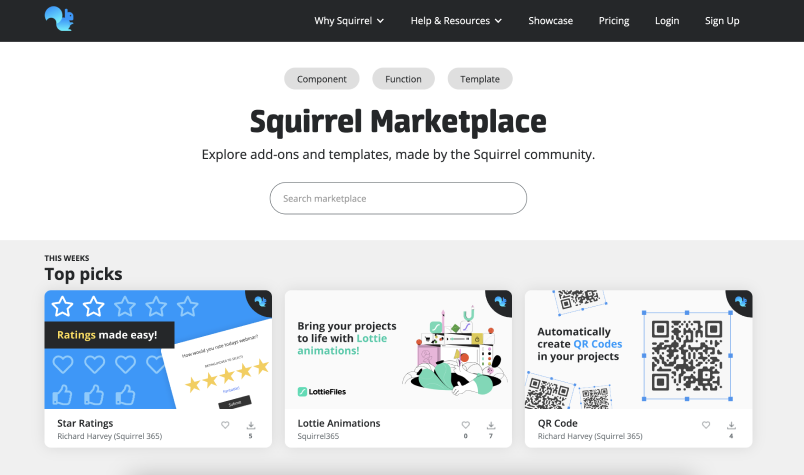 Why Squirrel
Help & Resources
Showcase
Pricing
Login
Sign Up
Component
Function
Template
Squirrel Marketplace
Explore add-ons and templates, made by the Squirrel community.
Search marketplace
THIS WEEKS
Top picks
Ratings made easy!
How would you rate todays webinar?
Submit
Star Ratings
Richard Harvey (Squirrel 365)
5
Bring your projects
to life with Lottie
animations!
LottieFiles
Lottie Animations
Squirrel365
0
7
Automatically
create QR Codes
in your projects
QR Code
Richard Harvey (Squirrel 365)
4